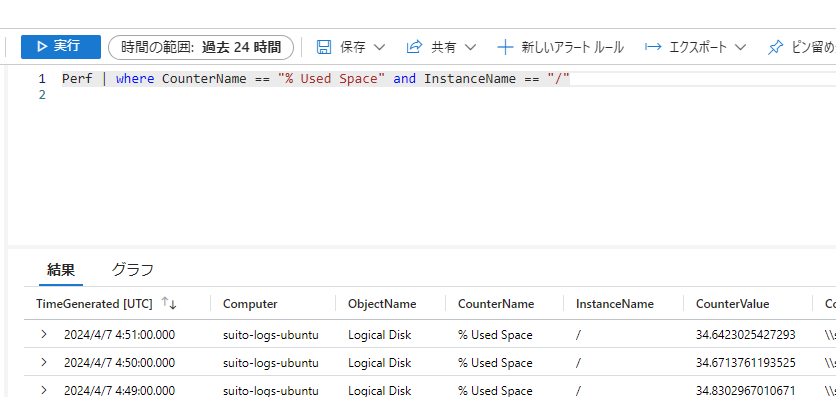 実行 時間の範囲: 過去 24 時間 保存 共有 新しいアラート ルール エクスポート ピン留め
1 Perf | where CounterName == "% Used Space" and InstanceName == "/"
2
結果 グラフ
TimeGenerated [UTC] Computer ObjectName CounterName InstanceName CounterValue Co
2024/4/7 4:51:00.000 suito-logs-ubuntu Logical Disk % Used Space / 34.6423025427293 \\s
2024/4/7 4:50:00.000 suito-logs-ubuntu Logical Disk % Used Space / 34.6713761193525 \\s
2024/4/7 4:49:00.000 suito-logs-ubuntu Logical Disk % Used Space / 34.8302967010671 \\s